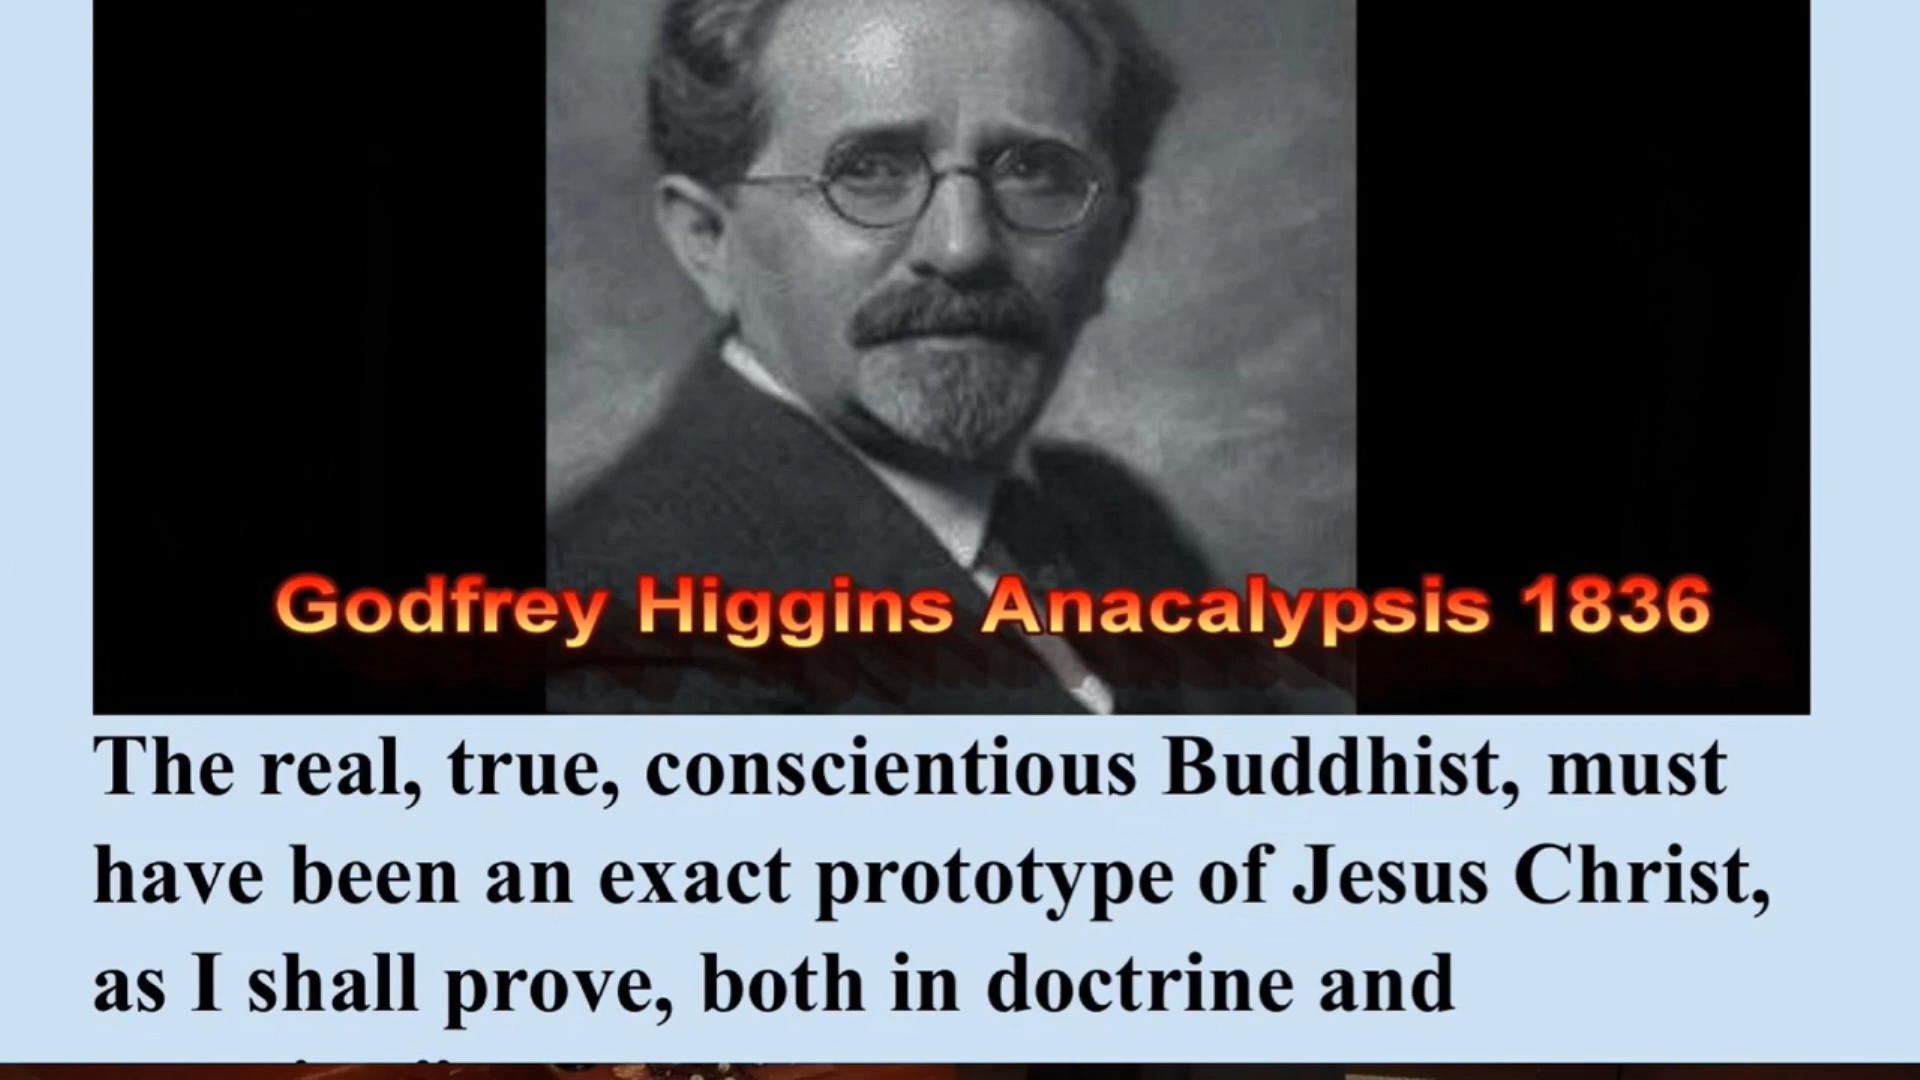 Godfrey Higgins Anacalypsis 1836
The real, true, conscientious Buddhist, must
have been an exact prototype of Jesus Christ,
as I shall prove, both in doctrine and